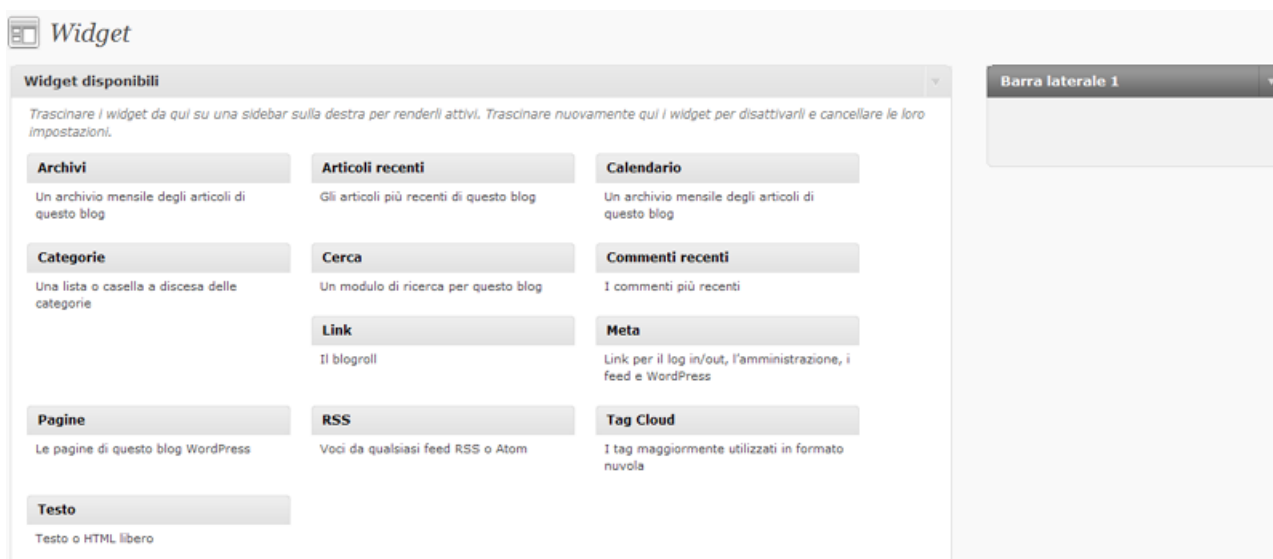 Widget
Widget disponibili
Barra laterale 1
Trascinare i widget da qui su una sidebar sulla destra per renderli attivi. Trascinare nuovamente qui i widget per disattivarli e cancellare le loro
impostazioni.
Archivi
Articoli recenti
Calendario
Un archivio mensile degli articoli di
questo blog
Gli articoli più recenti di questo blog
Un archivio mensile degli articoli di
questo blog
Categorie
Cerca
Commenti recenti
Una lista o casella a discesa delle
categorie
Un modulo di ricerca per questo blog
I commenti più recenti
Link
Meta
Il blogroll
Link per il log in/out, l'amministrazione, i
feed e WordPress
Pagine
RSS
Tag Cloud
Le pagine di questo blog WordPress
Voci da qualsiasi feed RSS o Atom
I tag maggiormente utilizzati in formato
nuvola
Testo
Testo o HTML libero